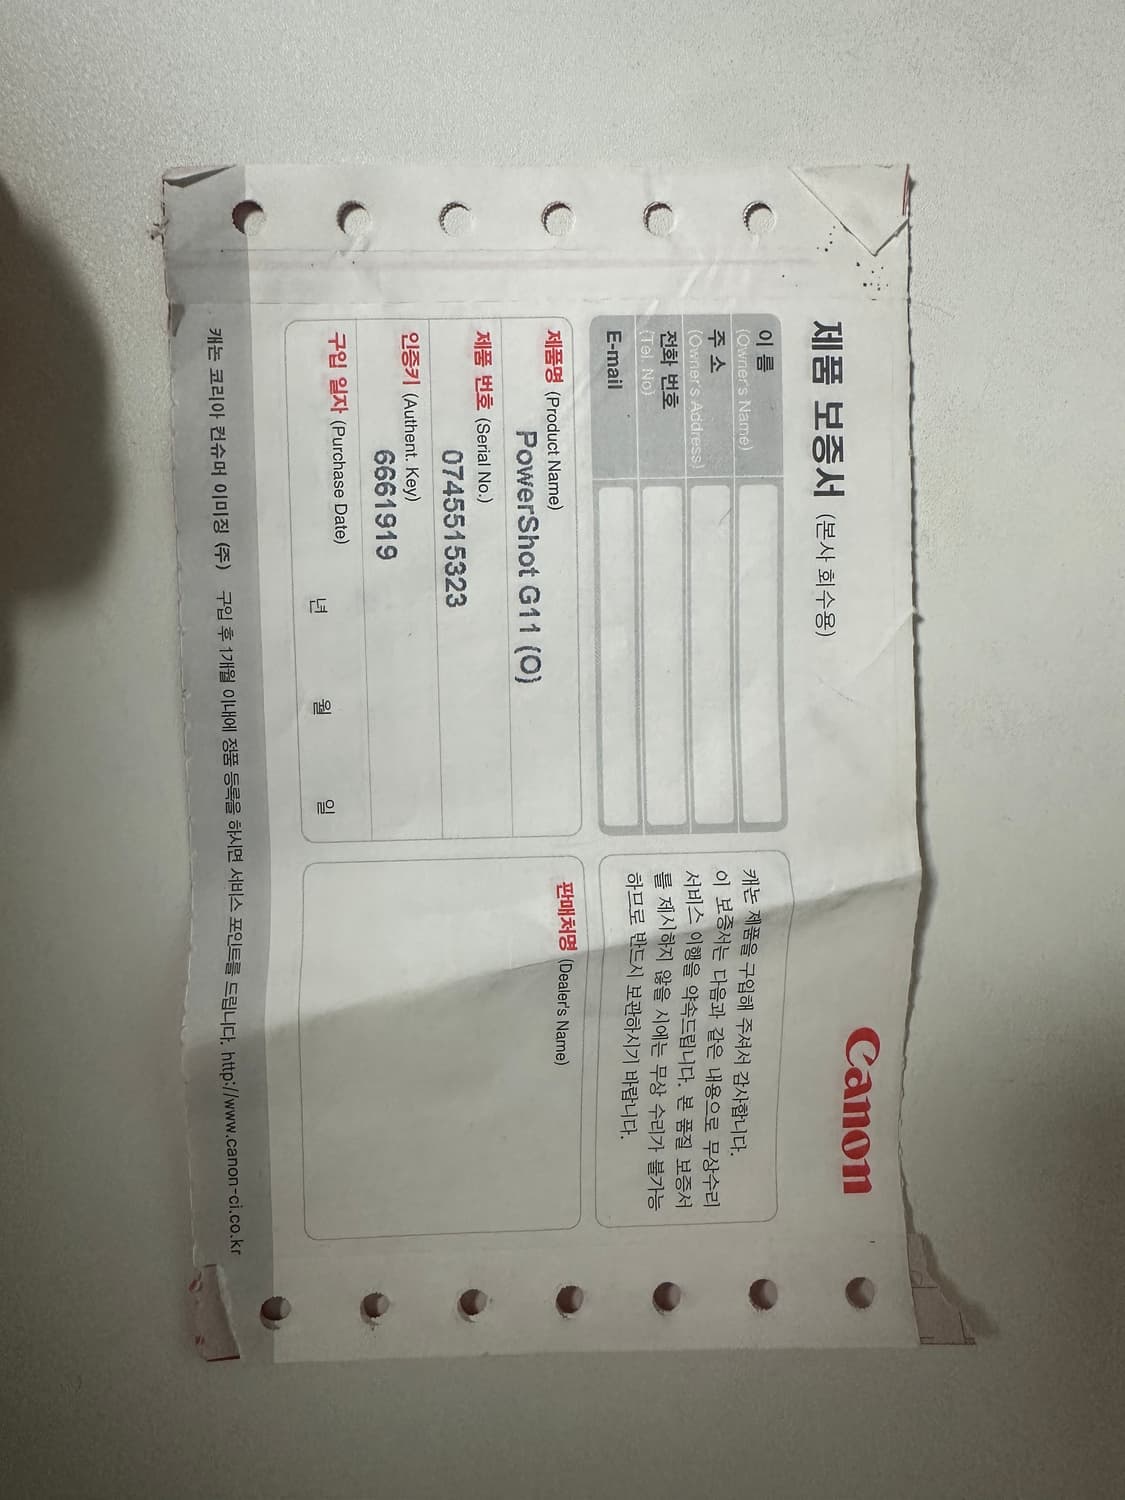 제품 보증서 (본사 회수용)
Canon
이 름
(Owner's Name)
주 소
(Owner's Address)
전화 번호
(Tel. No)
E-mail
캐논 제품을 구입해 주셔서 감사합니다.
이 보증서는 다음과 같은 내용으로 무상수리
서비스 이행을 약속드립니다. 본 품질 보증서
를 제시하지 않을 시에는 무상 수리가 불가능
하므로 반드시 보관하시기 바랍니다.
제품명 (Product Name)
PowerShot G11 (O)
제품 번호 (Serial No.)
0745515323
인증키 (Authent. Key)
6661919
구입 일자 (Purchase Date)
년 월 일
판매처명 (Dealer's Name)
캐논 코리아 컨슈머 이미징 (주) 구입 후 1개월 이내에 정품 등록을 하시면 서비스 포인트를 드립니다. http://www.canon-ci.co.kr